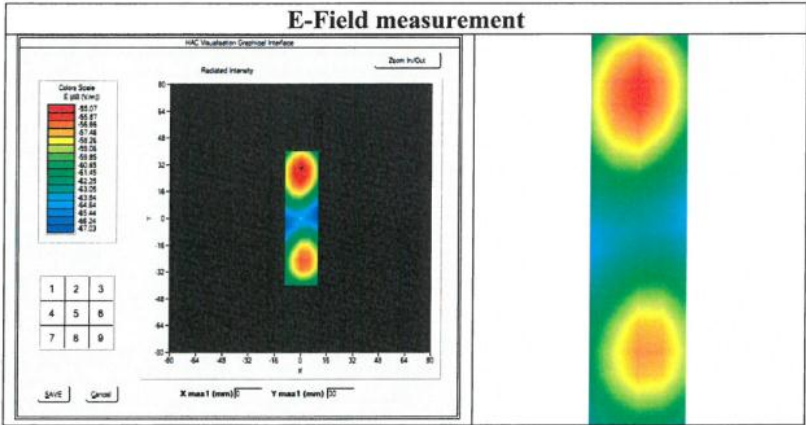 E-Field measurement
HAC Visualisation Graphical Interface
Zoom In/Out
Radiated Intensity
Colors Scale
E (dB (V/m))
-55.07
-55.87
-56.66
-57.46
-58.26
-59.06
-59.85
-60.65
-61.45
-62.25
-63.05
-63.84
-64.64
-65.44
-66.24
-67.03
80
64
48
32
16
0
-16
-32
-48
-64
-80
Y
-80 -64 -48 -32 -16 0 16 32 48 64 80
X
1 2 3
4 5 6
7 8 9
SAVE Cancel
X max1 (mm) 0 Y max1 (mm) 30